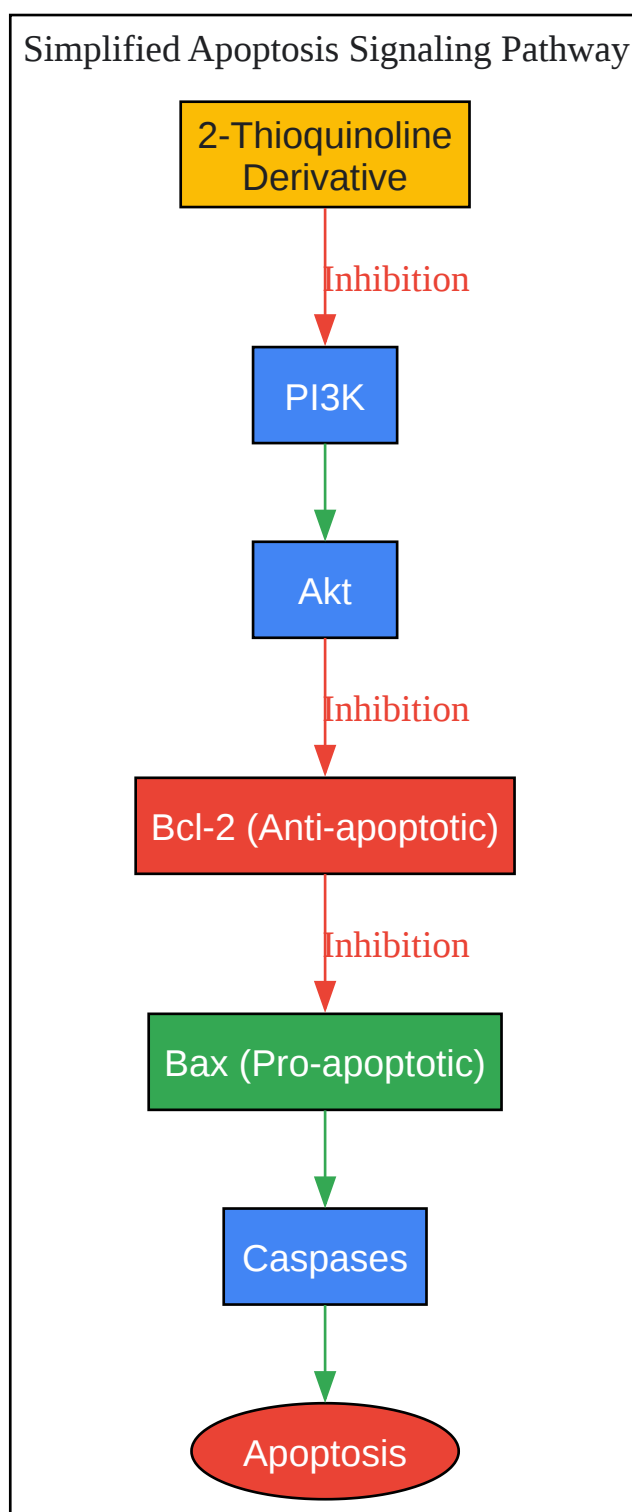 Simplified Apoptosis Signaling Pathway
2-Thioquinoline
Derivative
Inhibition
PI3K
Akt
Inhibition
Bcl-2 (Anti-apoptotic)
Inhibition
Bax (Pro-apoptotic)
Caspases
Apoptosis